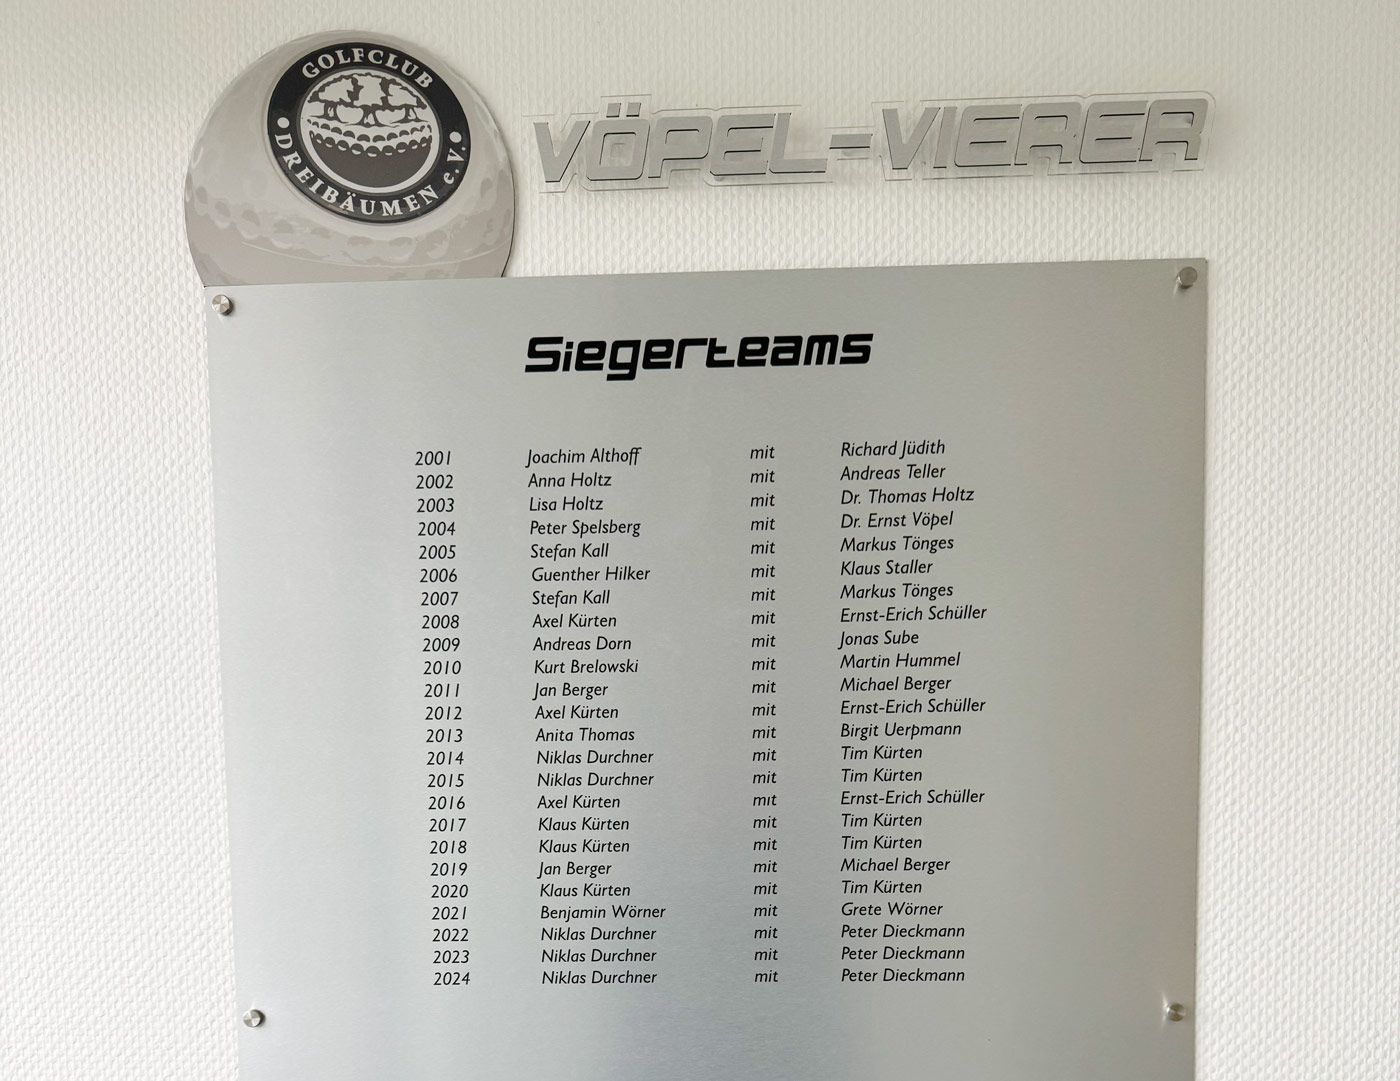 GOLFCLUB
DREIBÄUMEN e.V.
VÖPEL-VIERER
Siegerteams
2001 Joachim Althoff mit Richard Jüdith
2002 Anna Holtz mit Andreas Teller
2003 Lisa Holtz mit Dr. Thomas Holtz
2004 Peter Spelsberg mit Dr. Ernst Vöpel
2005 Stefan Kall mit Markus Tönges
2006 Guenther Hilker mit Klaus Staller
2007 Stefan Kall mit Markus Tönges
2008 Axel Kürten mit Ernst-Erich Schüller
2009 Andreas Dorn mit Jonas Sube
2010 Kurt Brelowski mit Martin Hummel
2011 Jan Berger mit Michael Berger
2012 Axel Kürten mit Ernst-Erich Schüller
2013 Anita Thomas mit Birgit Uerpmann
2014 Niklas Durchner mit Tim Kürten
2015 Niklas Durchner mit Tim Kürten
2016 Axel Kürten mit Ernst-Erich Schüller
2017 Klaus Kürten mit Tim Kürten
2018 Klaus Kürten mit Tim Kürten
2019 Jan Berger mit Michael Berger
2020 Klaus Kürten mit Tim Kürten
2021 Benjamin Wörner mit Grete Wörner
2022 Niklas Durchner mit Peter Dieckmann
2023 Niklas Durchner mit Peter Dieckmann
2024 Niklas Durchner mit Peter Dieckmann